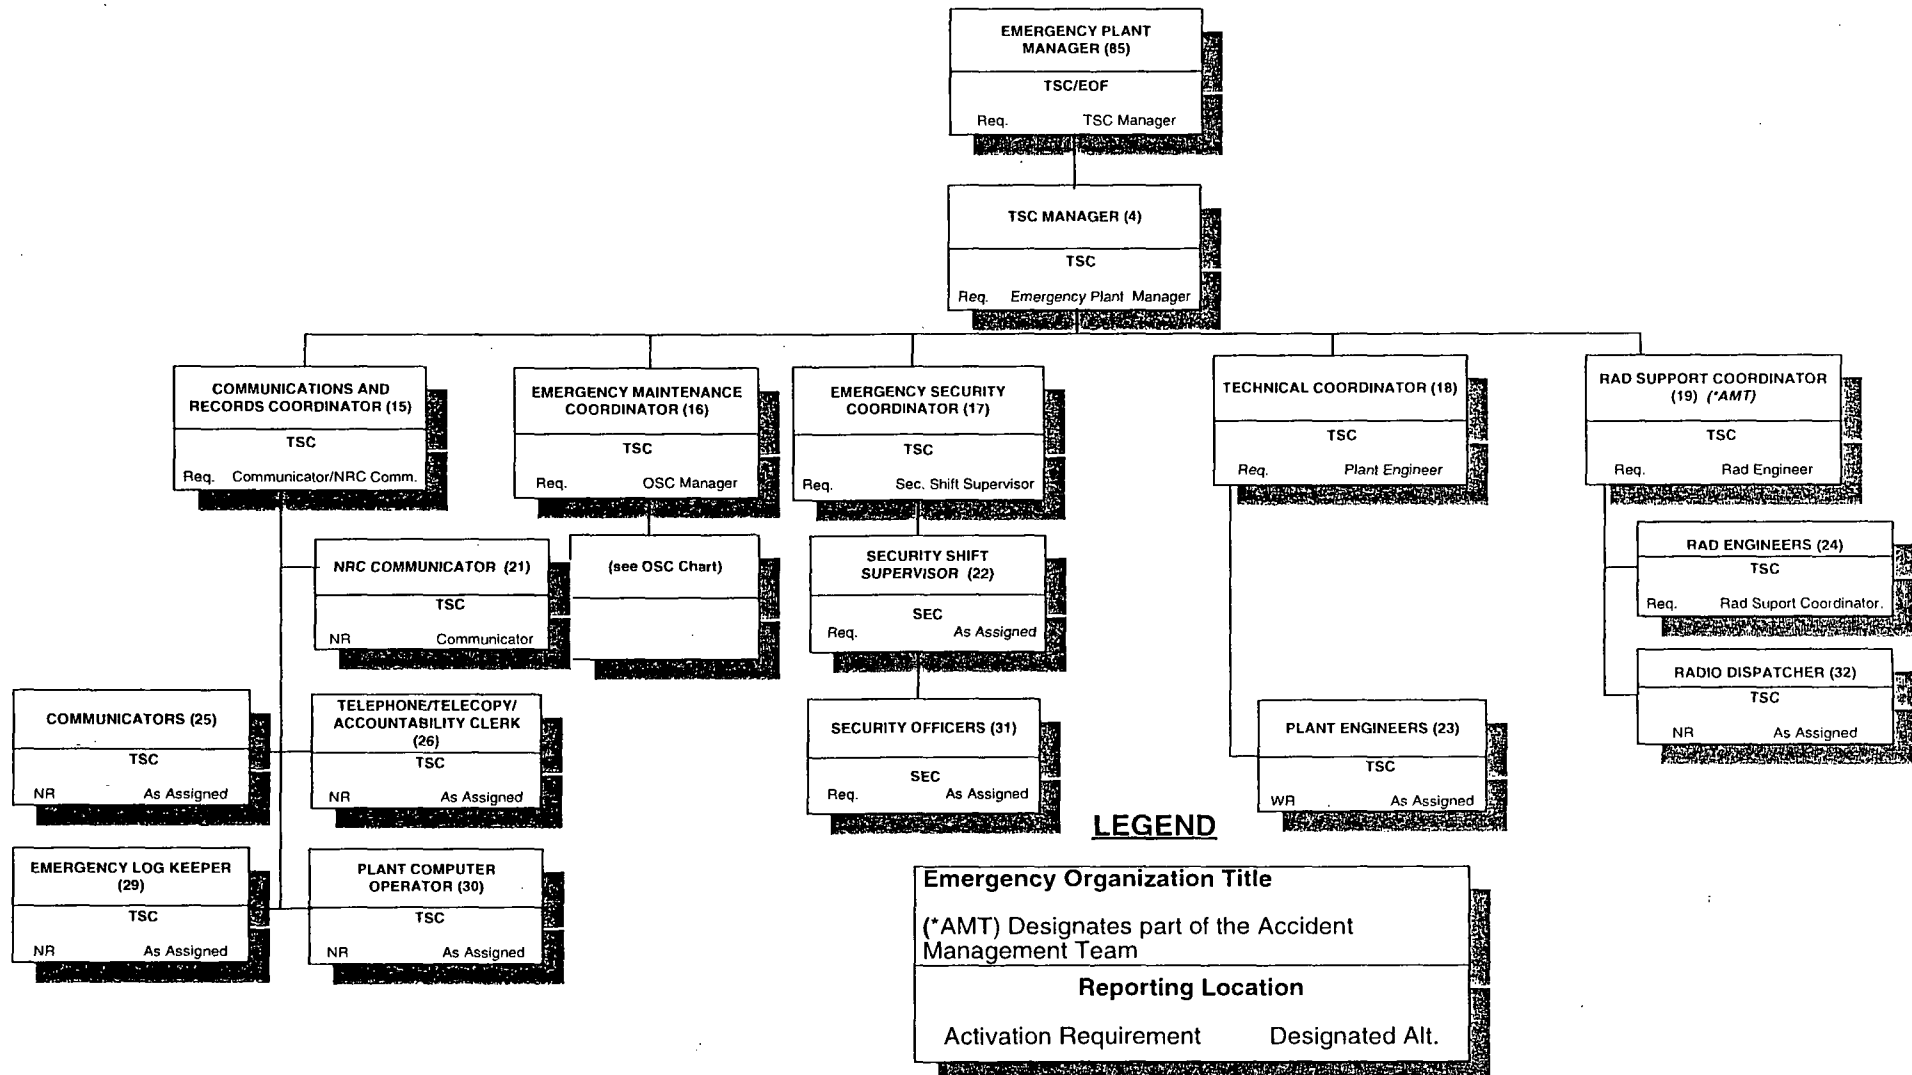 EMERGENCY PLANT
MANAGER (85)
TSC/EOF
Req. TSC Manager
TSC MANAGER (4)
TSC
Req. Emergency Plant Manager
COMMUNICATIONS AND
RECORDS COORDINATOR (15)
TSC
Req. Communicator/NRC Comm.
EMERGENCY MAINTENANCE
COORDINATOR (16)
TSC
Req. OSC Manager
EMERGENCY SECURITY
COORDINATOR (17)
TSC
Req. Sec. Shift Supervisor
TECHNICAL COORDINATOR (18)
TSC
Req. Plant Engineer
RAD SUPPORT COORDINATOR
(19) (*AMT)
TSC
Req. Rad Engineer
NRC COMMUNICATOR (21)
TSC
NR Communicator
(see OSC Chart)
SECURITY SHIFT
SUPERVISOR (22)
SEC
Req. As Assigned
RAD ENGINEERS (24)
TSC
Req. Rad Suport Coordinator.
RADIO DISPATCHER (32)
TSC
NR As Assigned
COMMUNICATORS (25)
TSC
NR As Assigned
TELEPHONE/TELECOPY/
ACCOUNTABILITY CLERK
(26)
TSC
NR As Assigned
SECURITY OFFICERS (31)
SEC
Req. As Assigned
PLANT ENGINEERS (23)
TSC
WR As Assigned
EMERGENCY LOG KEEPER
(29)
TSC
NR As Assigned
PLANT COMPUTER
OPERATOR (30)
TSC
NR As Assigned
LEGEND
Emergency Organization Title
(*AMT) Designates part of the Accident
Management Team
Reporting Location
Activation Requirement Designated Alt.